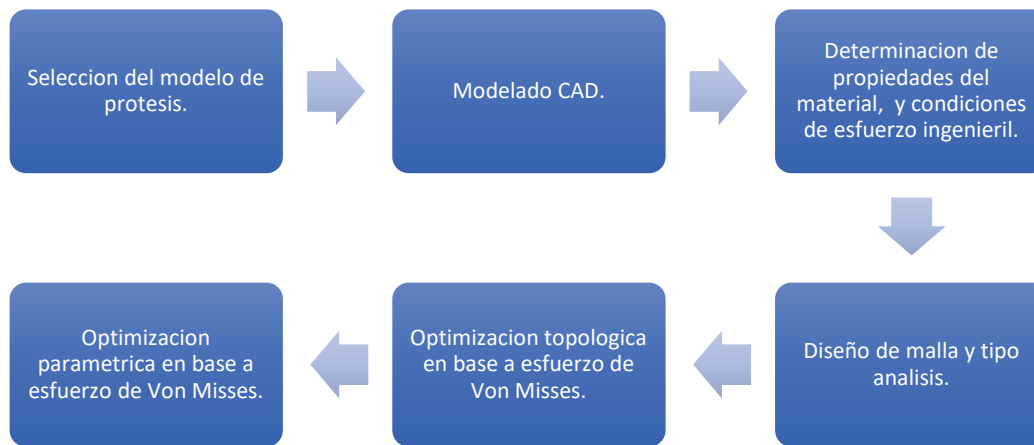 Seleccion del modelo de
protesis.
Modelado CAD.
Determinacion de
propiedades del
material, y condiciones
de esfuerzo ingenieril.
Diseño de malla y tipo
analisis.
Optimizacion topologica
en base a esfuerzo de
Von Misses.
Optimizacion
parametrica en base a
esfuerzo de Von Misses.